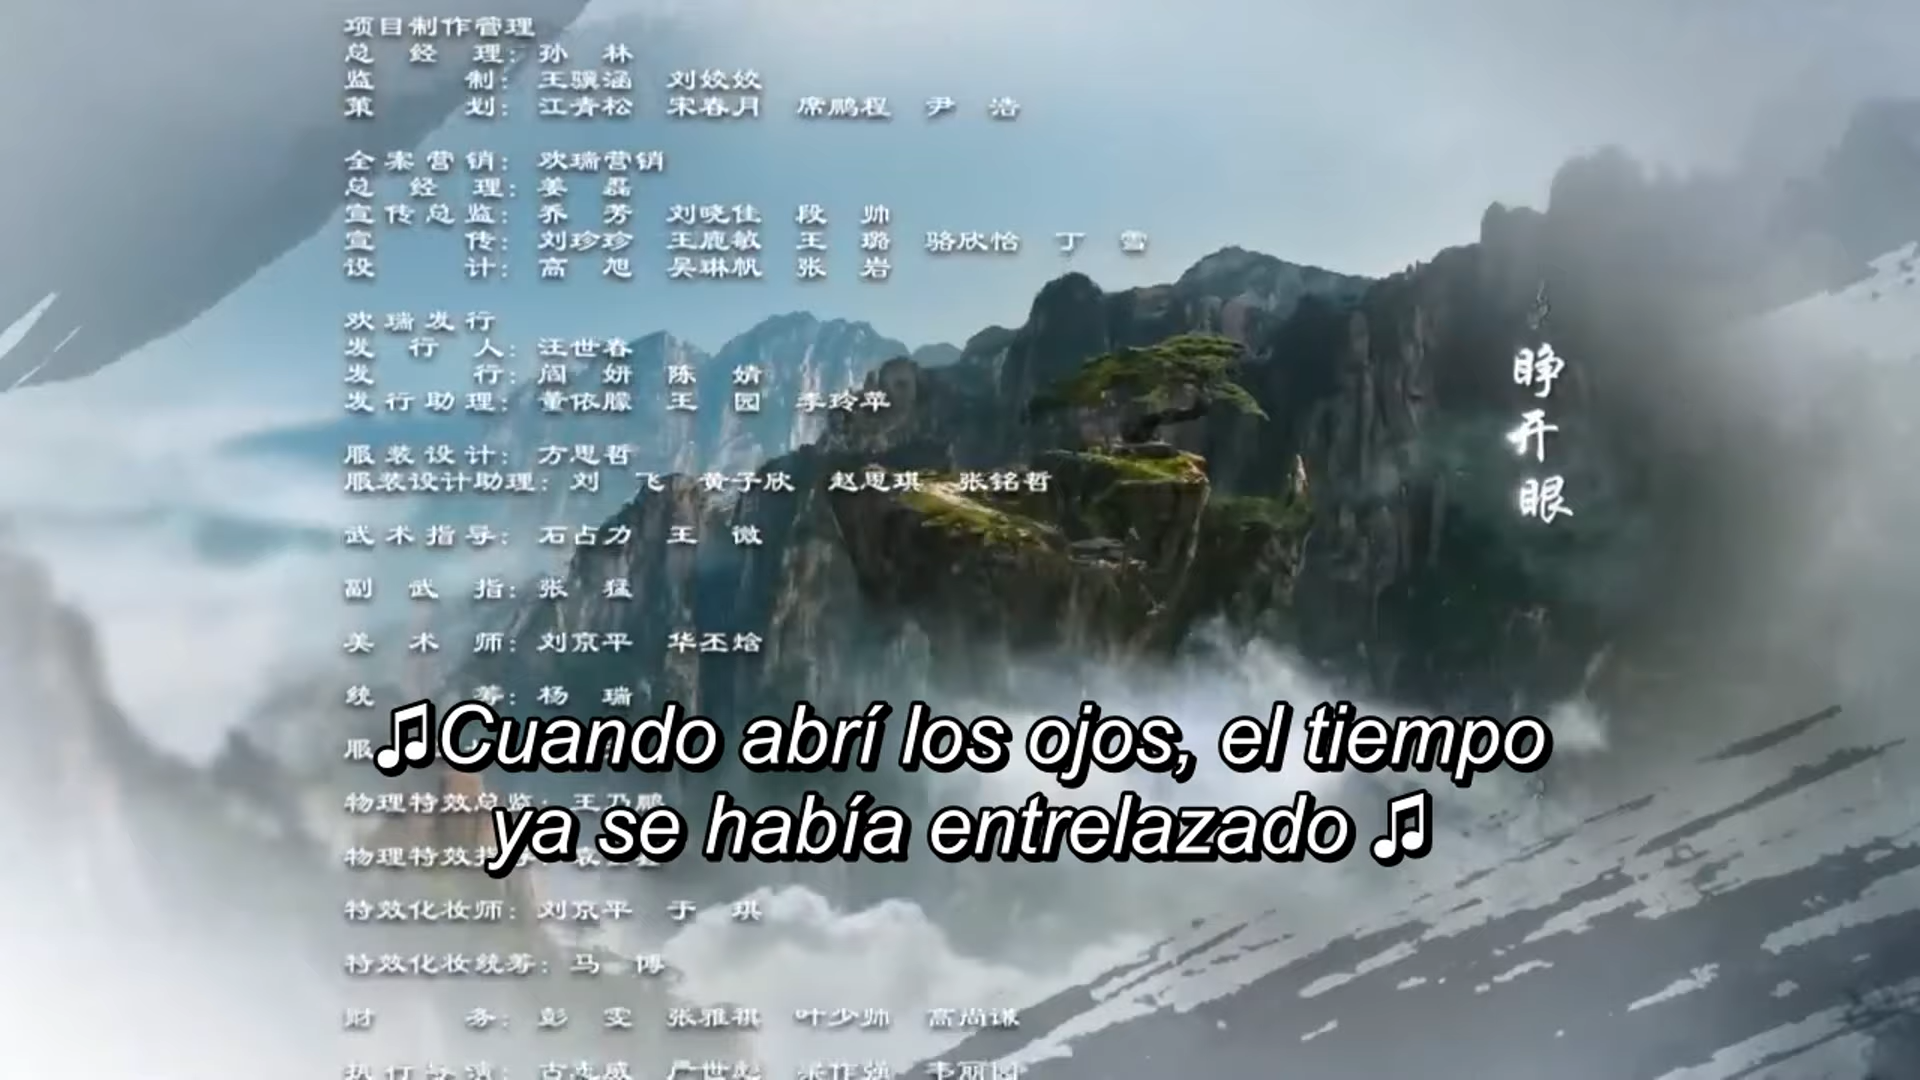 项目制作管理
总 经 理：孙 林
监 制：王骥涵 刘姣姣
策 划：江青松 宋春月 席鹏程 尹 浩
全案营销：欢瑞营销
总 经 理：姜 磊
宣传总监：乔 芳 刘晓佳 段 帅
宣 传：刘珍珍 王鹿敏 王 璐 骆欣怡 丁 雪
设 计：高 旭 吴琳帆 张 岩
欢瑞发行
发 行 人：汪世春
发 行：阎 妍 陈 婧
发行助理：董依朦 王 园 李玲苹
服装设计：方思哲
服装设计助理：刘 飞 黄子欣 赵思琪 张铭哲
武术指导：石占力 王 微
副 武 指：张 猛
美 术 师：刘京平 华丕焓
统 筹：杨 瑞
服
♫Cuando abrí los ojos, el tiempo
ya se había entrelazado ♫
物理特效总监：王乃鹏
物理特效指导
特效化妆师：刘京平 于 琪
特效化妆统筹：马 博
财 务：彭 雯 张雅祺 叶少帅 高尚谦
睁开眼